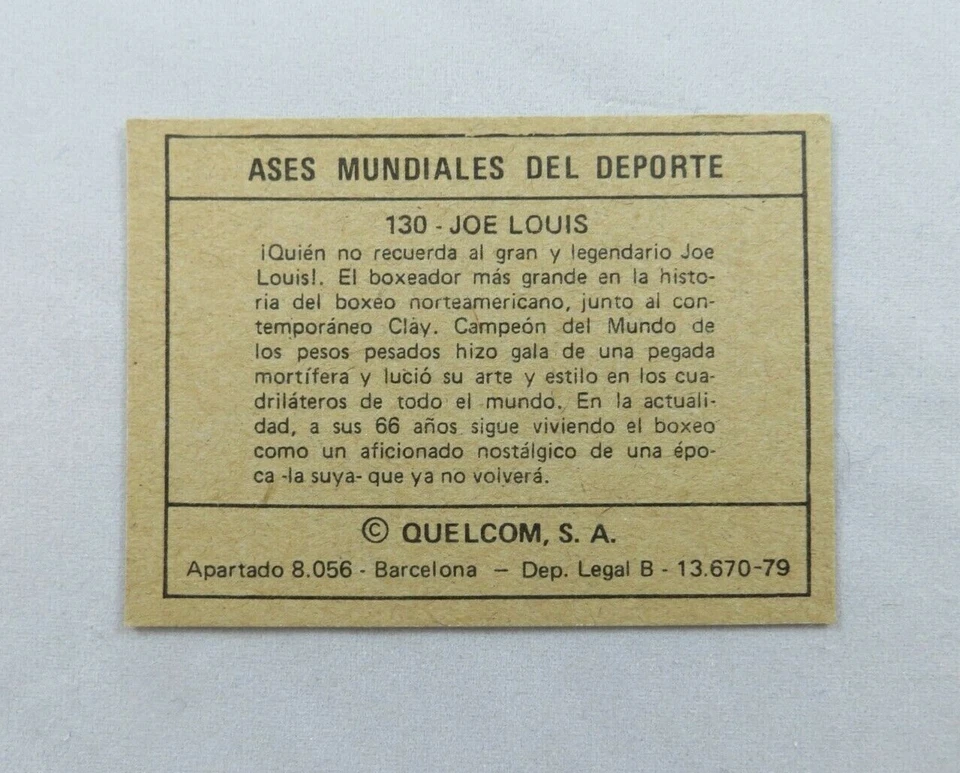 ASES MUNDIALES DEL DEPORTE
130 - JOE LOUIS
¡Quién no recuerda al gran y legendario Joe
Louis!. El boxeador más grande en la histo-
ria del boxeo norteamericano, junto al con-
temporáneo Clay. Campeón del Mundo de
los pesos pesados hizo gala de una pegada
mortífera y lució su arte y estilo en los cua-
driláteros de todo el mundo. En la actuali-
dad, a sus 66 años sigue viviendo el boxeo
como un aficionado nostálgico de una épo-
ca -la suya- que ya no volverá.
© QUELCOM, S. A.
Apartado 8.056 - Barcelona — Dep. Legal B - 13.670-79